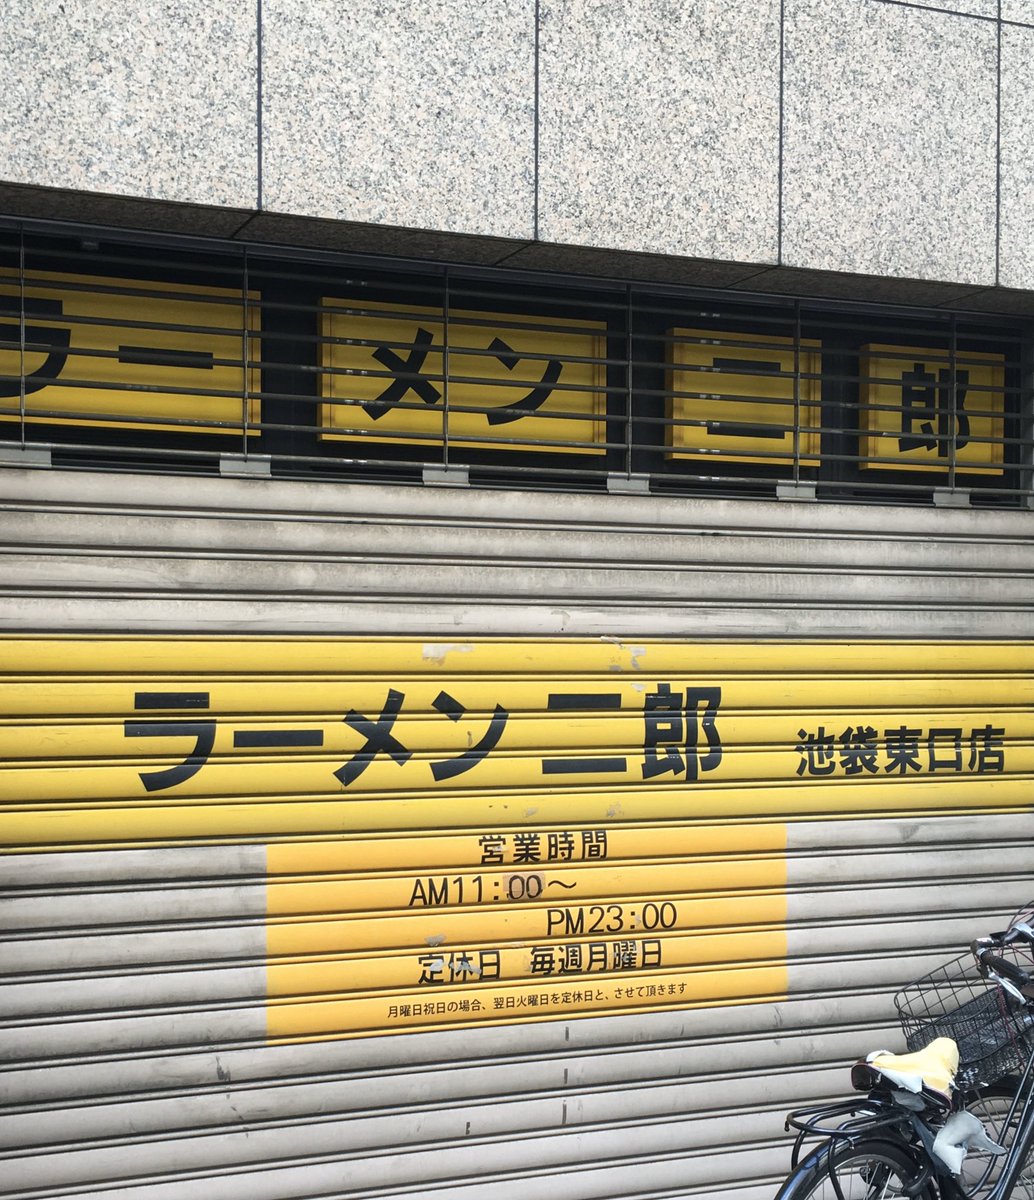 ラーメン二郎
ラーメン二郎 池袋東口店
営業時間
AM11:00〜
PM23:00
定休日 毎週月曜日
月曜日祝日の場合、翌日火曜日を定休日と、させて頂きます